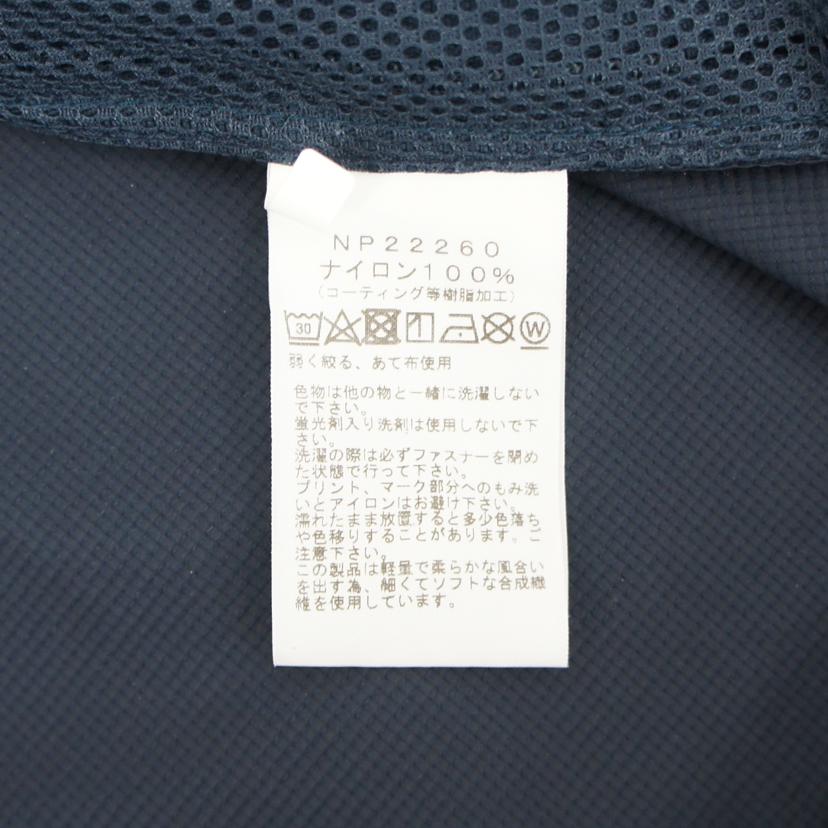 NP22260
ナイロン100%
(コーティング等樹脂加工)
30 W
弱く絞る、あて布使用
色物は他の物と一緒に洗濯しない
で下さい。
蛍光剤入り洗剤は使用しないで下
さい。
洗濯の際は必ずファスナーを閉め
た状態で行って下さい。
プリント、マーク部分へのもみ洗
いとアイロンはお避け下さい。
濡れたまま放置すると多少色落ち
や色移りすることがあります。ご
注意下さい。
この製品は軽量で柔らかな風合い
を出す為、細くてソフトな合成繊
維を使用しています。